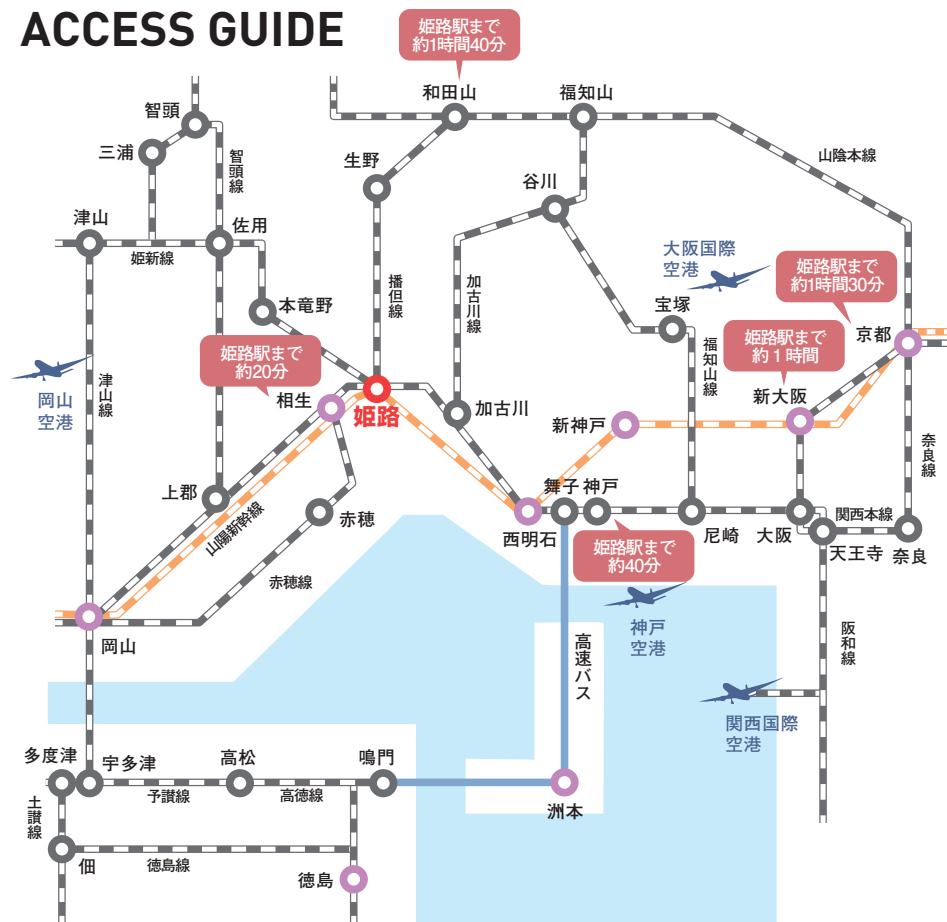 ACCESS GUIDE
姫路駅まで
約1時間40分
和田山
福知山
智頭
三浦
智頭線
生野
谷川
山陰本線
津山
佐用
姫新線
大阪国際
空港
姫路駅まで
約1時間30分
播但線
加古川線
本竜野
宝塚
姫路駅まで
約1時間
京都
姫路駅まで
約20分
福知山線
岡山
空港
津山線
相生
姫路
加古川
新大阪
新神戸
奈良線
上郡
山陽新幹線
赤穂
舞子
神戸
西明石
尼崎
大阪
関西本線
天王寺
奈良
姫路駅まで
約40分
赤穂線
岡山
神戸
空港
高速バス
阪和線
関西国際
空港
多度津
宇多津
高松
鳴門
予讃線
高徳線
洲本
土讃線
佃
徳島線
徳島